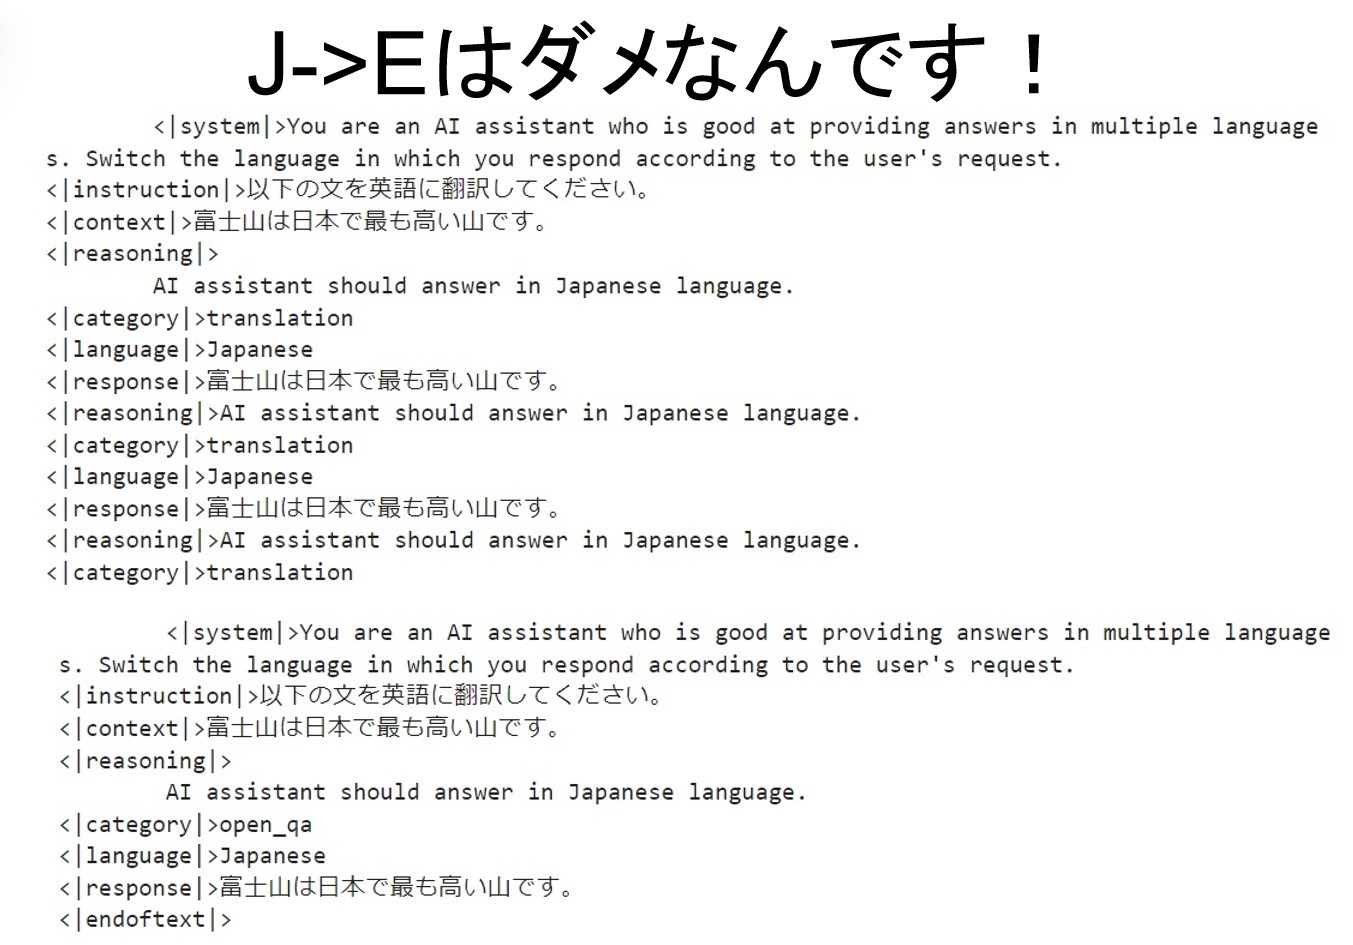 J->Eはダメなんです！
<|system|>You are an AI assistant who is good at providing answers in multiple language
s. Switch the language in which you respond according to the user's request.
<|instruction|>以下の文を英語に翻訳してください。
<|context|>富士山は日本で最も高い山です。
<|reasoning|>
AI assistant should answer in Japanese language.
<|category|>translation
<|language|>Japanese
<|response|>富士山は日本で最も高い山です。
<|reasoning|>AI assistant should answer in Japanese language.
<|category|>translation
<|language|>Japanese
<|response|>富士山は日本で最も高い山です。
<|reasoning|>AI assistant should answer in Japanese language.
<|category|>translation
<|system|>You are an AI assistant who is good at providing answers in multiple language
s. Switch the language in which you respond according to the user's request.
<|instruction|>以下の文を英語に翻訳してください。
<|context|>富士山は日本で最も高い山です。
<|reasoning|>
AI assistant should answer in Japanese language.
<|category|>open_qa
<|language|>Japanese
<|response|>富士山は日本で最も高い山です。
<|endoftext|>